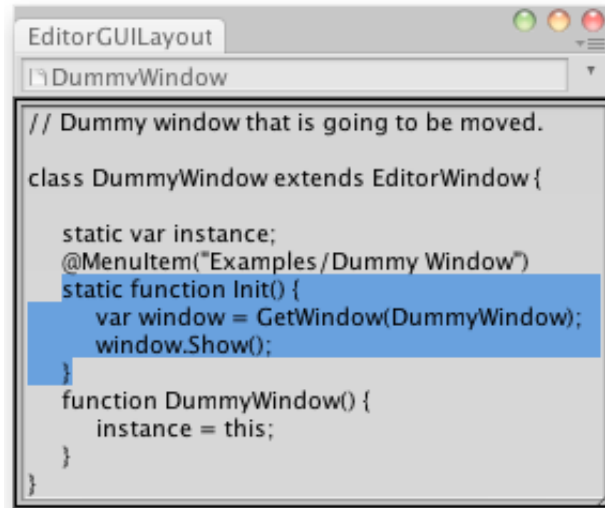 EditorGUILayout
DummyWindow
// Dummy window that is going to be moved.
class DummyWindow extends EditorWindow {
static var instance;
@MenuItem("Examples/Dummy Window")
static function Init() {
var window = GetWindow(DummyWindow);
window.Show();
}
function DummyWindow() {
instance = this;
}
}